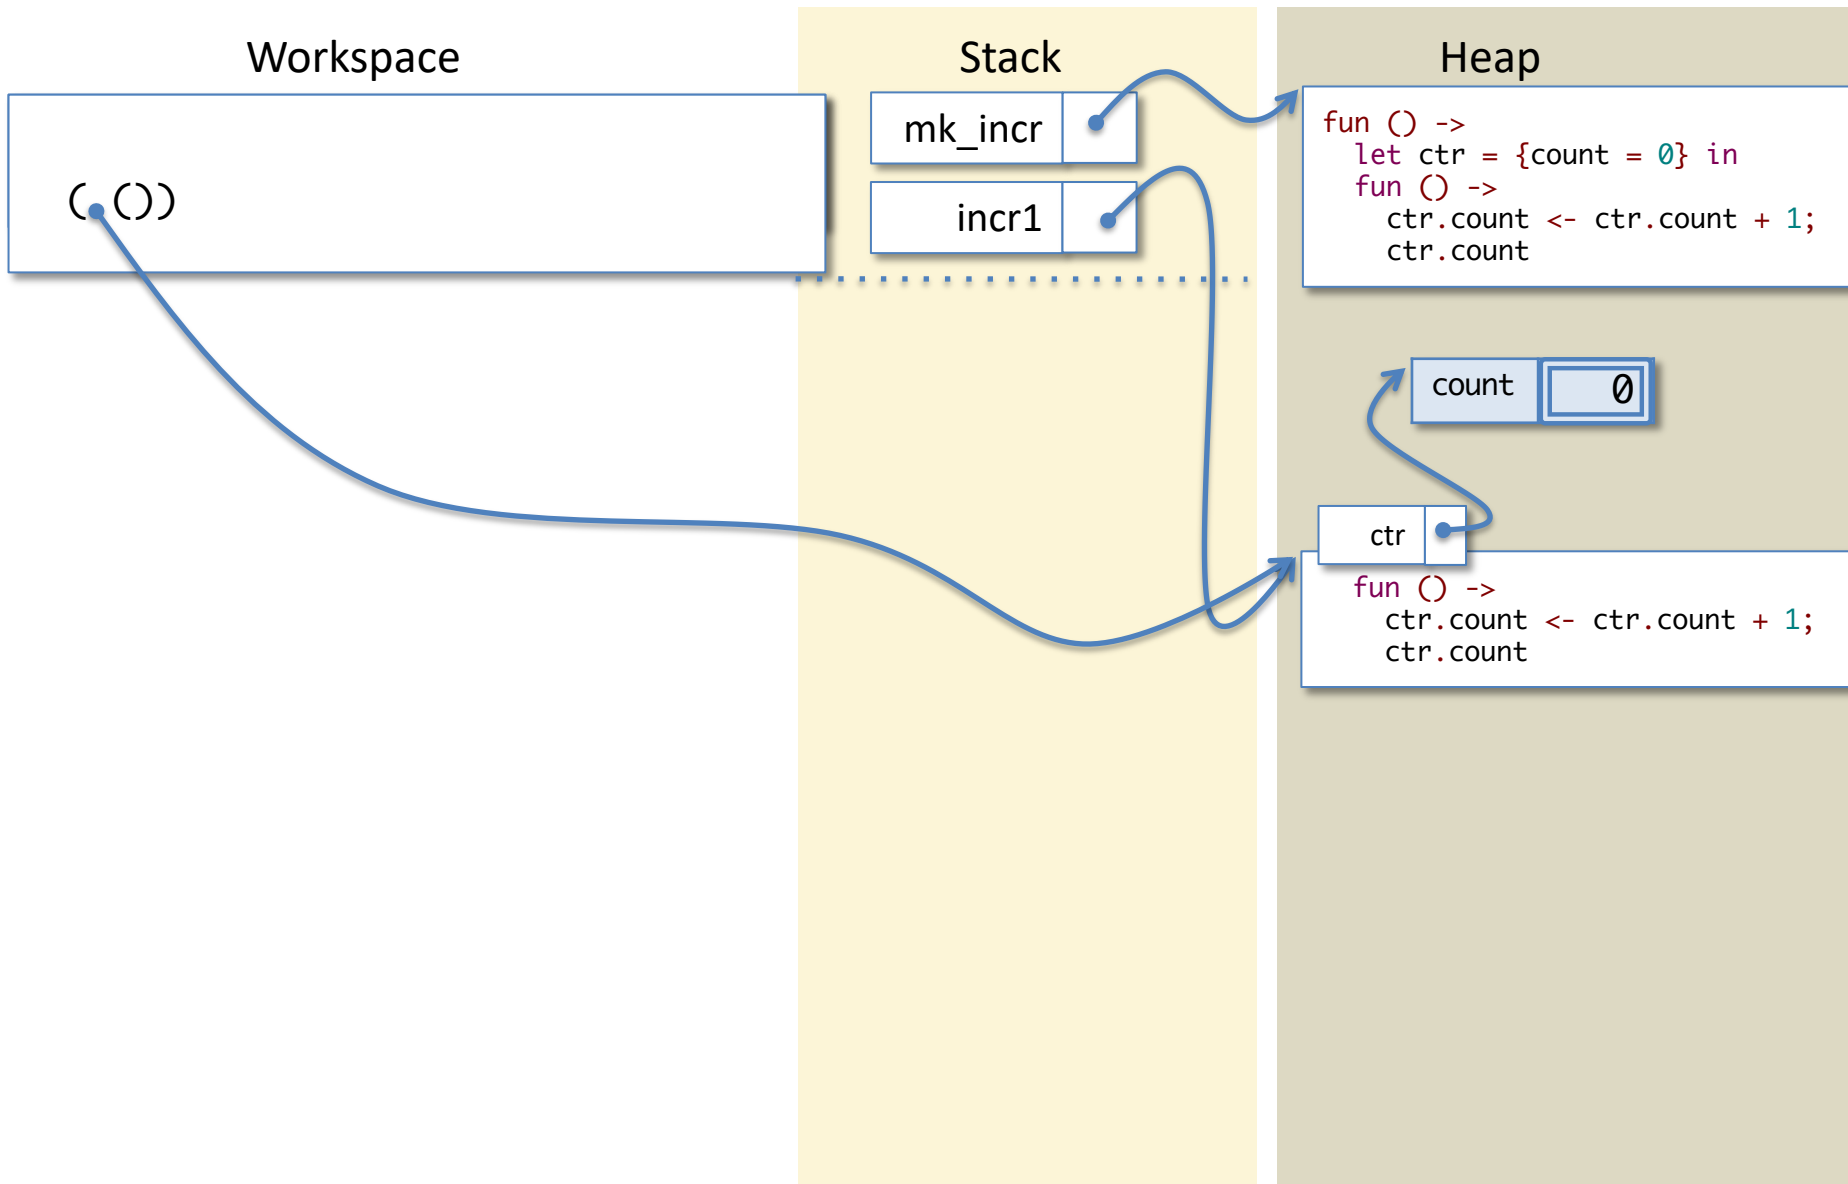 Workspace
Stack
Heap
( ())
mk_incr
incr1
fun () ->
let ctr = {count = 0} in
fun () ->
ctr.count <- ctr.count + 1;
ctr.count
count 0
ctr
fun () ->
ctr.count <- ctr.count + 1;
ctr.count